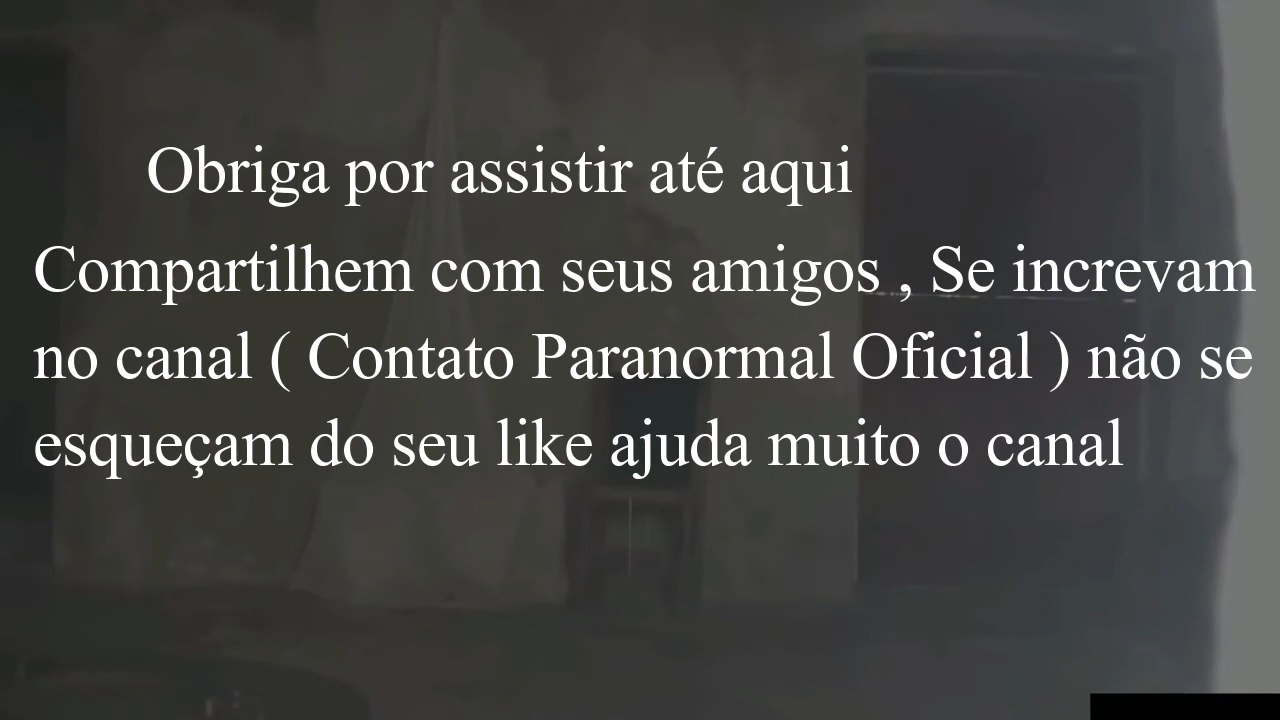 Obriga por assistir até aqui
Compartilhem com seus amigos , Se increvam
no canal ( Contato Paranormal Oficial ) não se
esqueçam do seu like ajuda muito o canal